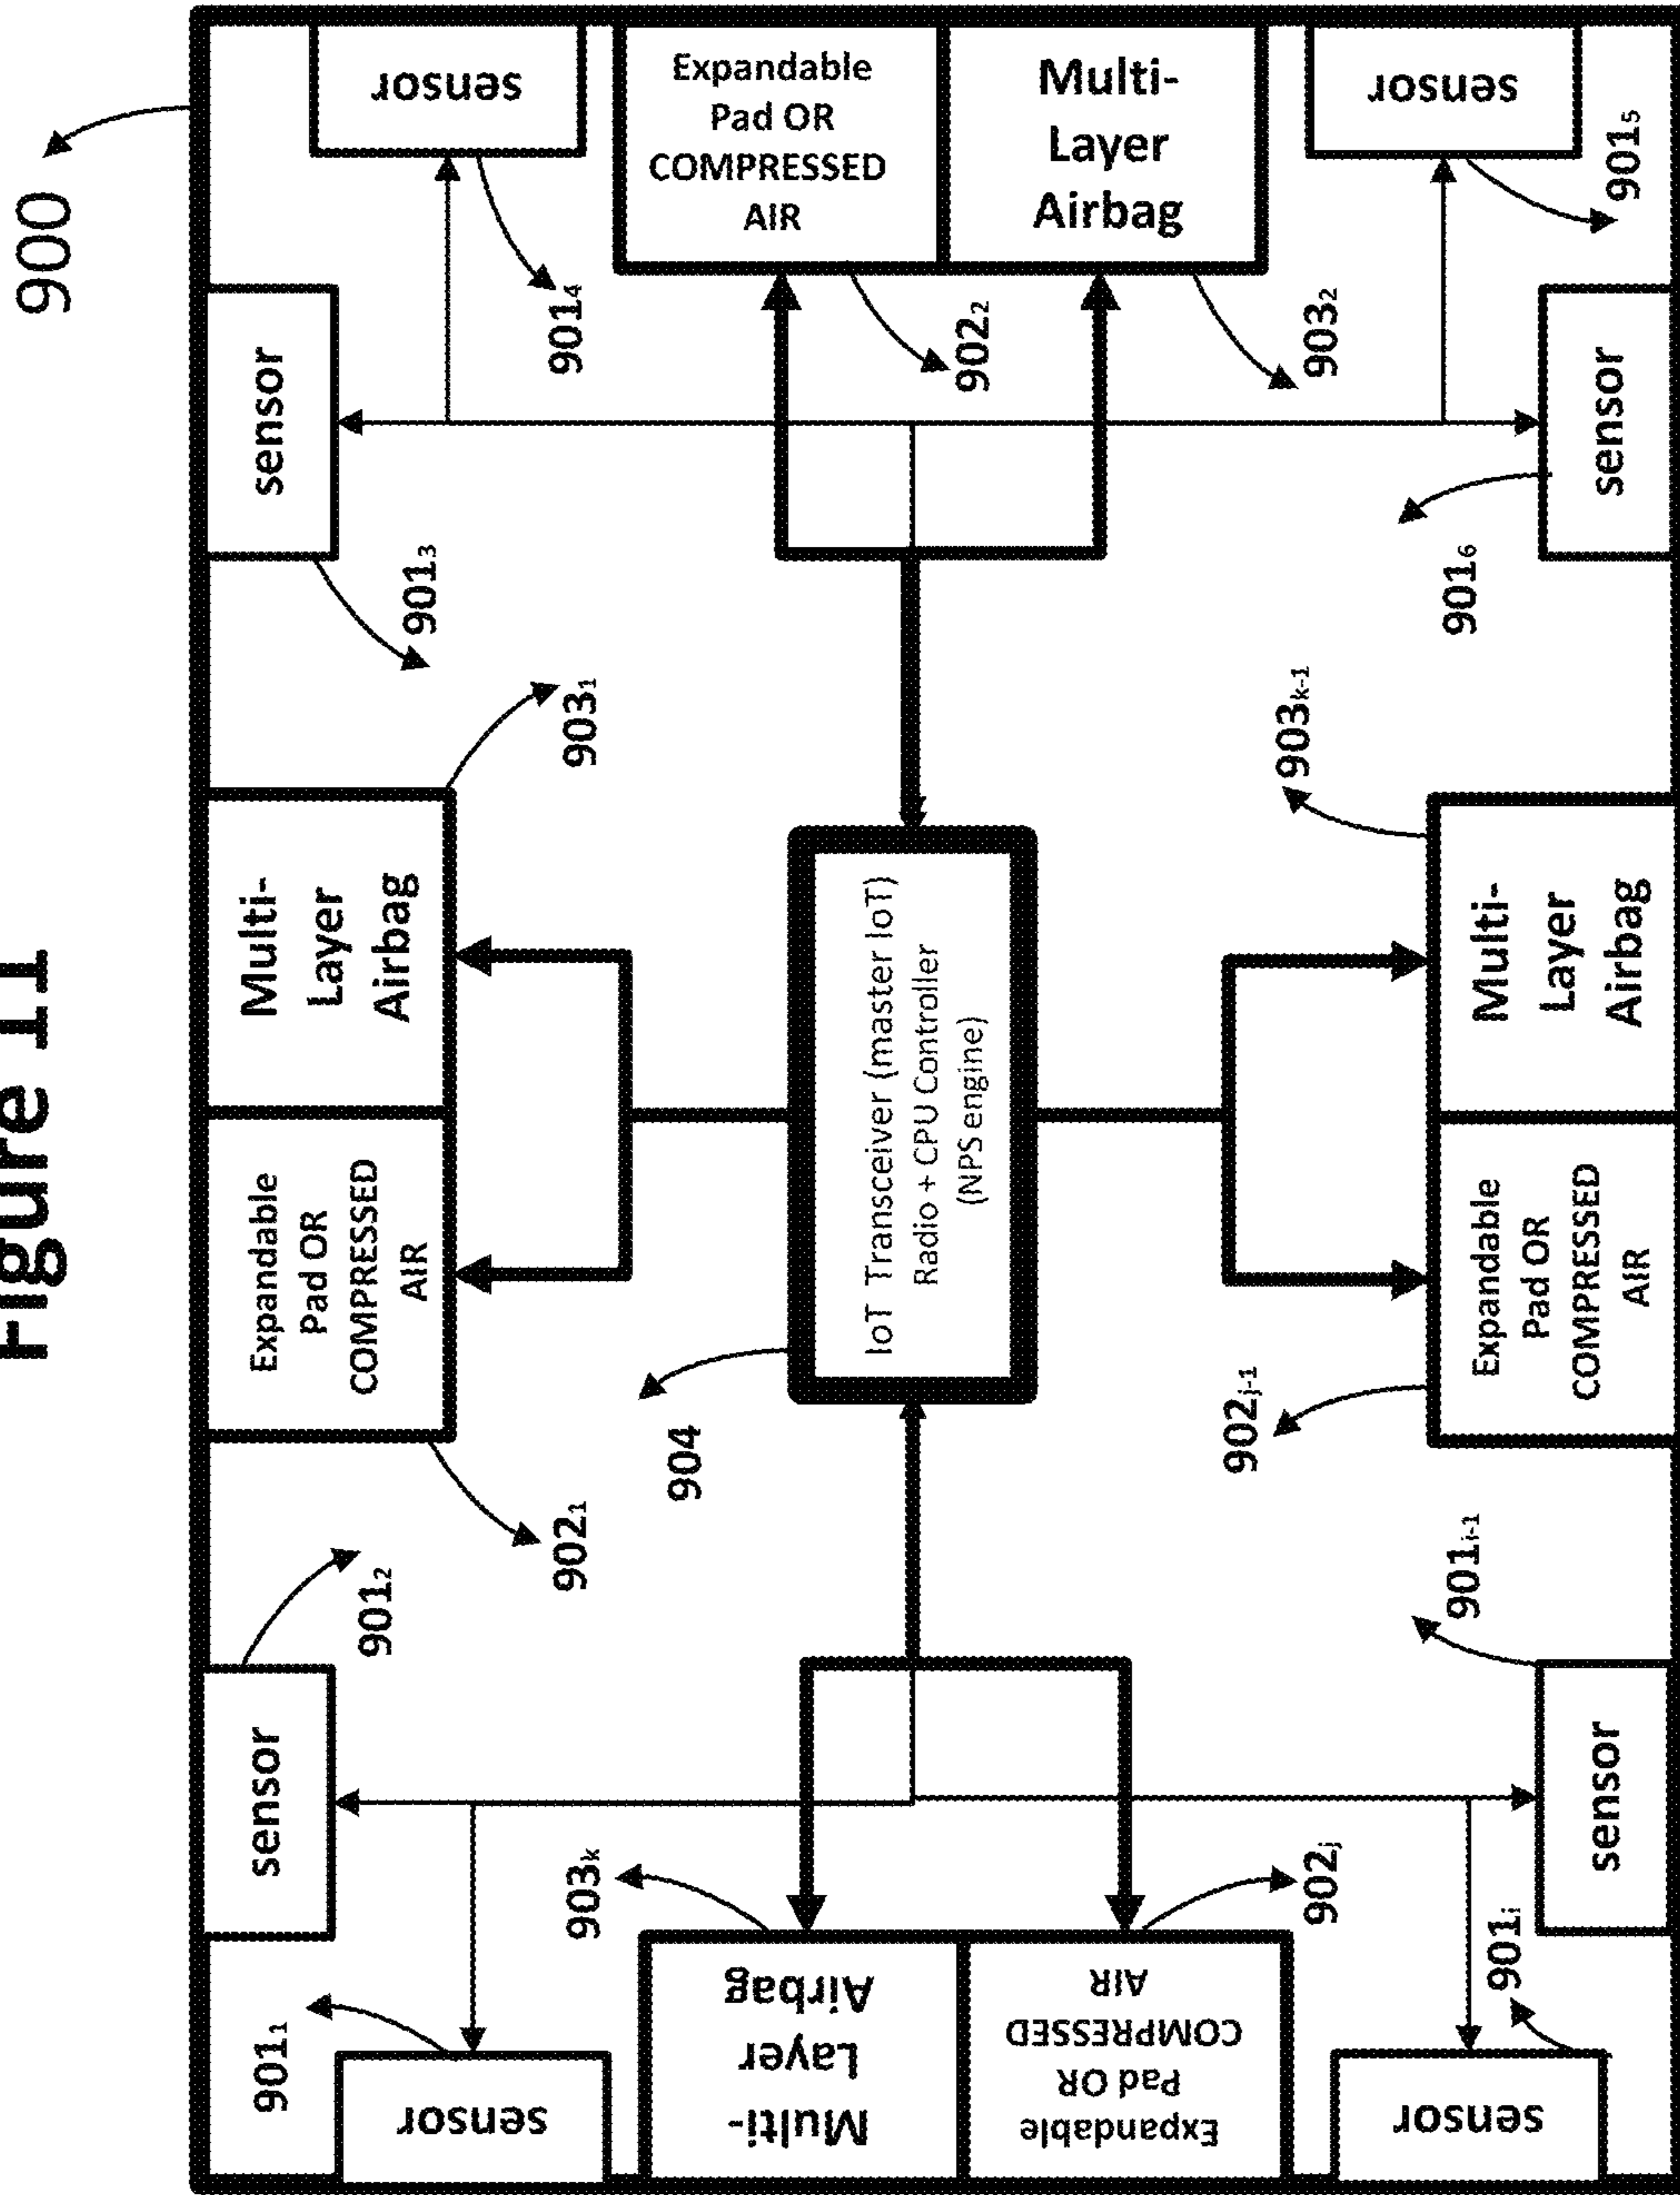 Figure 11
900
sensor
901₁
sensor
901₂
Expandable
Pad OR
COMPRESSED
AIR
902₁
Multi-
Layer
Airbag
903₁
sensor
901₃
sensor
901₄
Expandable
Pad OR
COMPRESSED
AIR
902₂
Multi-
Layer
Airbag
903₂
sensor
901₅
sensor
901₆
IoT Transceiver (master IoT)
Radio + CPU Controller
(NPS engine)
904
Multi-
Layer
Airbag
903ₖ₋₁
Expandable
Pad OR
COMPRESSED
AIR
902ⱼ₋₁
sensor
901ᵢ₋₁
sensor
901ᵢ
Multi-
Layer
Airbag
903ₖ
Expandable
Pad OR
COMPRESSED
AIR
902ⱼ